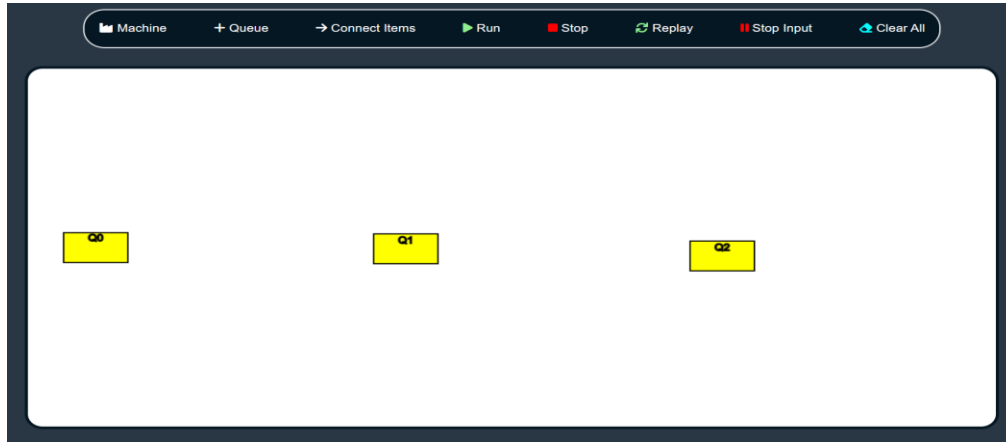 Machine + Queue → Connect Items Run Stop Replay Stop Input Clear All
Q0 Q1 Q2